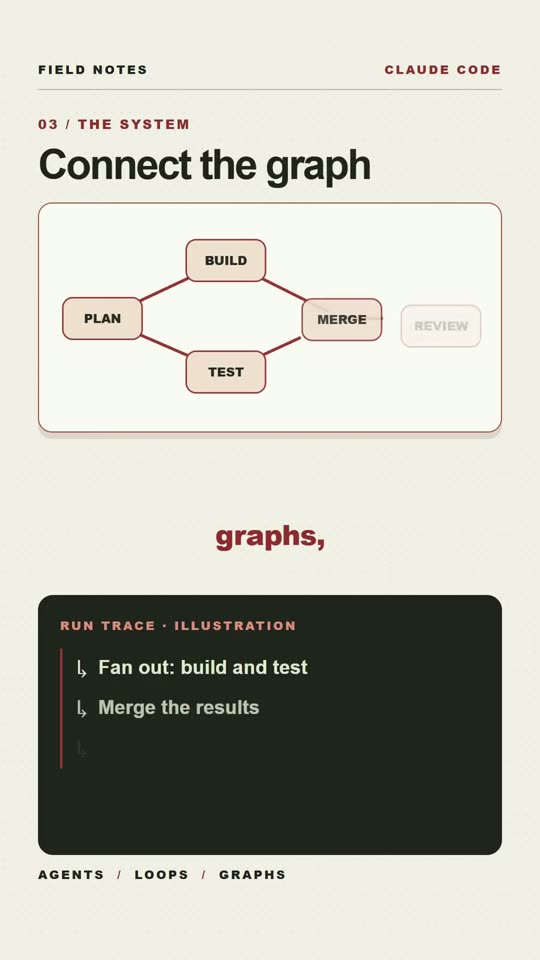 FIELD NOTES
CLAUDE CODE
03 / THE SYSTEM
Connect the graph
BUILD
PLAN
MERGE
REVIEW
TEST
graphs,
RUN TRACE · ILLUSTRATION
↳ Fan out: build and test
↳ Merge the results
↳
AGENTS / LOOPS / GRAPHS